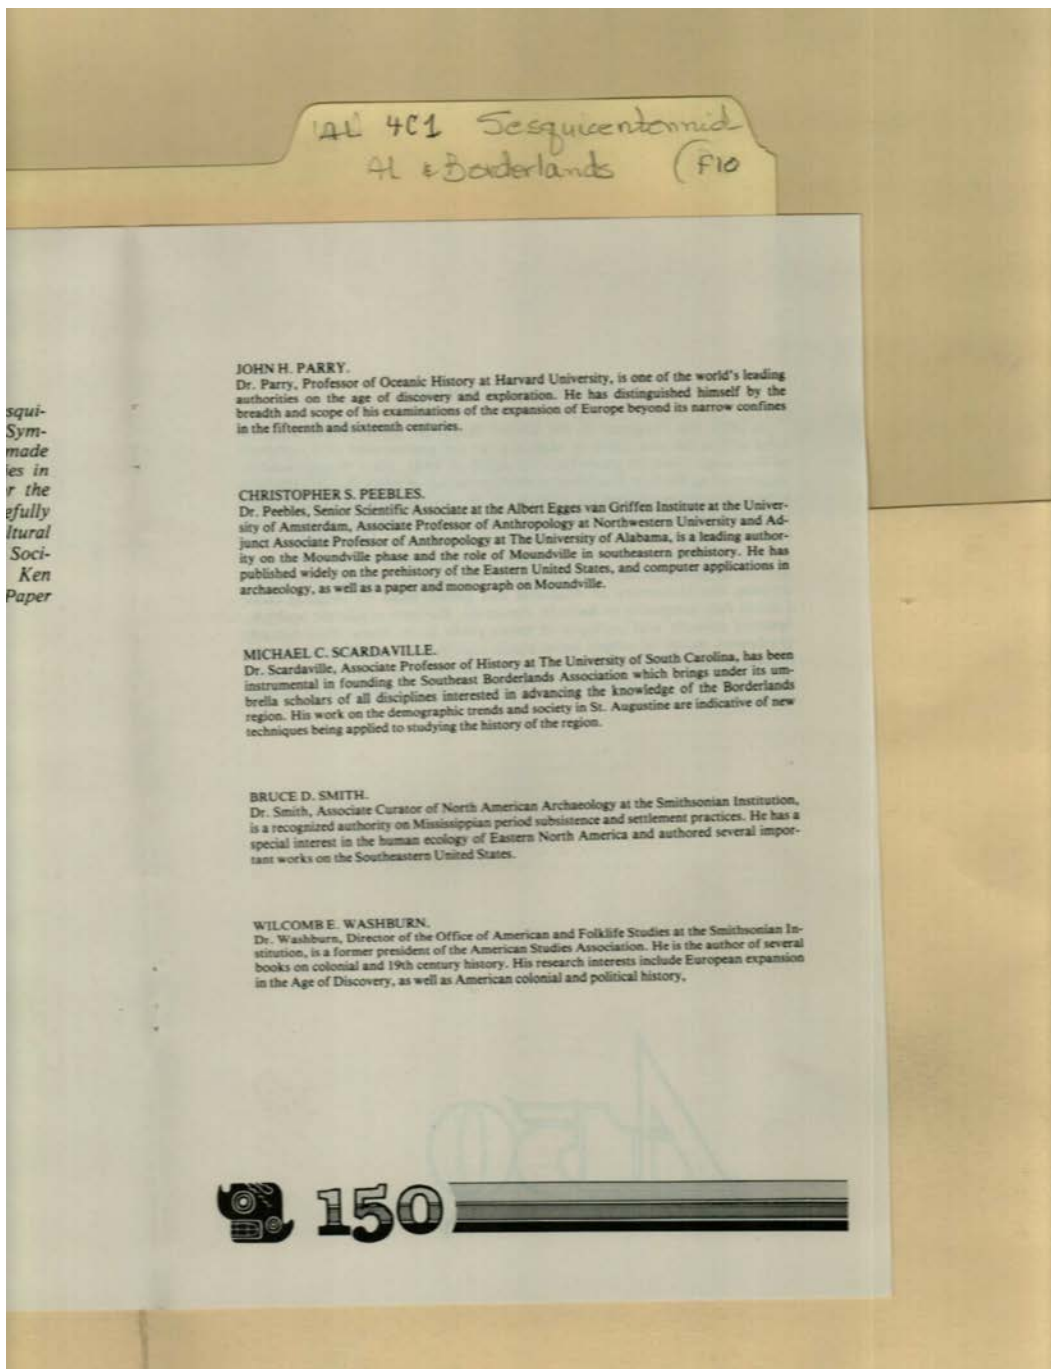 AL 4C1 Sesquicentennial
AL & Borderlands (F10
squi-
Sym-
made
ies in
r the
efully
ltural
Soci-
Ken
Paper
JOHN H. PARRY.
Dr. Parry, Professor of Oceanic History at Harvard University, is one of the world's leading
authorities on the age of discovery and exploration. He has distinguished himself by the
breadth and scope of his examinations of the expansion of Europe beyond its narrow confines
in the fifteenth and sixteenth centuries.
CHRISTOPHER S. PEEBLES.
Dr. Peebles, Senior Scientific Associate at the Albert Egges van Griffen Institute at the Univer-
sity of Amsterdam, Associate Professor of Anthropology at Northwestern University and Ad-
junct Associate Professor of Anthropology at The University of Alabama, is a leading author-
ity on the Moundville phase and the role of Moundville in southeastern prehistory. He has
published widely on the prehistory of the Eastern United States, and computer applications in
archaeology, as well as a paper and monograph on Moundville.
MICHAEL C. SCARDAVILLE.
Dr. Scardaville, Associate Professor of History at The University of South Carolina, has been
instrumental in founding the Southeast Borderlands Association which brings under its um-
brella scholars of all disciplines interested in advancing the knowledge of the Borderlands
region. His work on the demographic trends and society in St. Augustine are indicative of new
techniques being applied to studying the history of the region.
BRUCE D. SMITH.
Dr. Smith, Associate Curator of North American Archaeology at the Smithsonian Institution,
is a recognized authority on Mississippian period subsistence and settlement practices. He has a
special interest in the human ecology of Eastern North America and authored several impor-
tant works on the Southeastern United States.
WILCOMB E. WASHBURN.
Dr. Washburn, Director of the Office of American and Folklife Studies at the Smithsonian In-
stitution, is a former president of the American Studies Association. He is the author of several
books on colonial and 19th century history. His research interests include European expansion
in the Age of Discovery, as well as American colonial and political history.
150